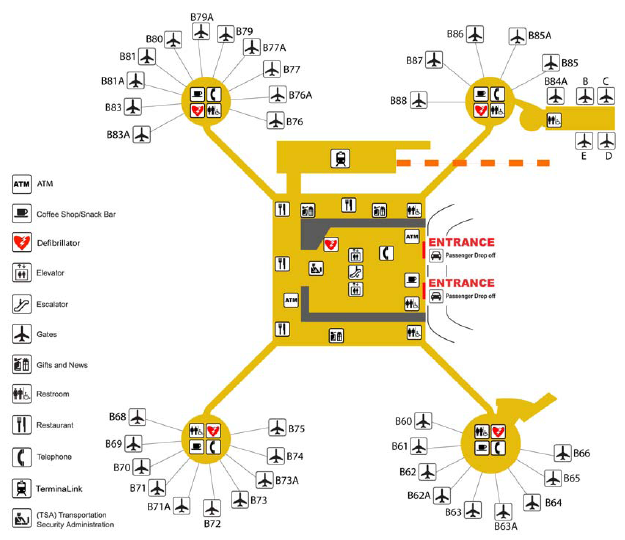 B79A
B80
B79
B81
B77A
B81A
B77
B83
B76A
B83A
B76
B86
B85A
B87
B85
B88
B84A
B
C
E
D
ATM
ATM
Coffee Shop/Snack Bar
Defibrillator
Elevator
Escalator
Gates
Gifts and News
Restroom
Restaurant
Telephone
TerminaLink
(TSA) Transportation
Security Administration
ATM
ENTRANCE
Passenger Drop off
ENTRANCE
Passenger Drop off
ATM
B68
B69
B70
B71
B71A
B72
B73
B73A
B74
B75
B60
B61
B62
B62A
B63
B63A
B64
B65
B66